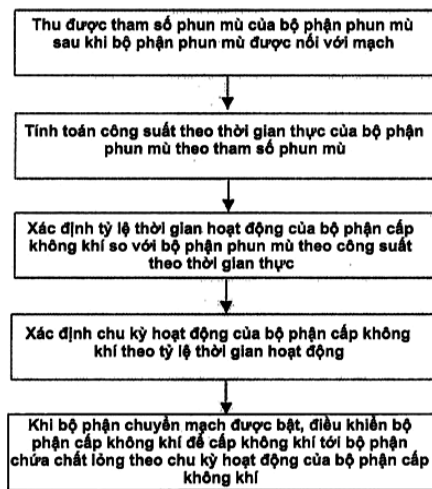 Thu được tham số phun mù của bộ phận phun mù
sau khi bộ phận phun mù được nối với mạch
Tính toán công suất theo thời gian thực của bộ phận
phun mù theo tham số phun mù
Xác định tỷ lệ thời gian hoạt động của bộ phận cấp
không khí so với bộ phận phun mù theo công suất
theo thời gian thực
Xác định chu kỳ hoạt động của bộ phận cấp không
khí theo tỷ lệ thời gian hoạt động
Khi bộ phận chuyển mạch được bật, điều khiển bộ
phận cấp không khí để cấp không khí tới bộ phận
chứa chất lỏng theo chu kỳ hoạt động của bộ phận cấp
không khí